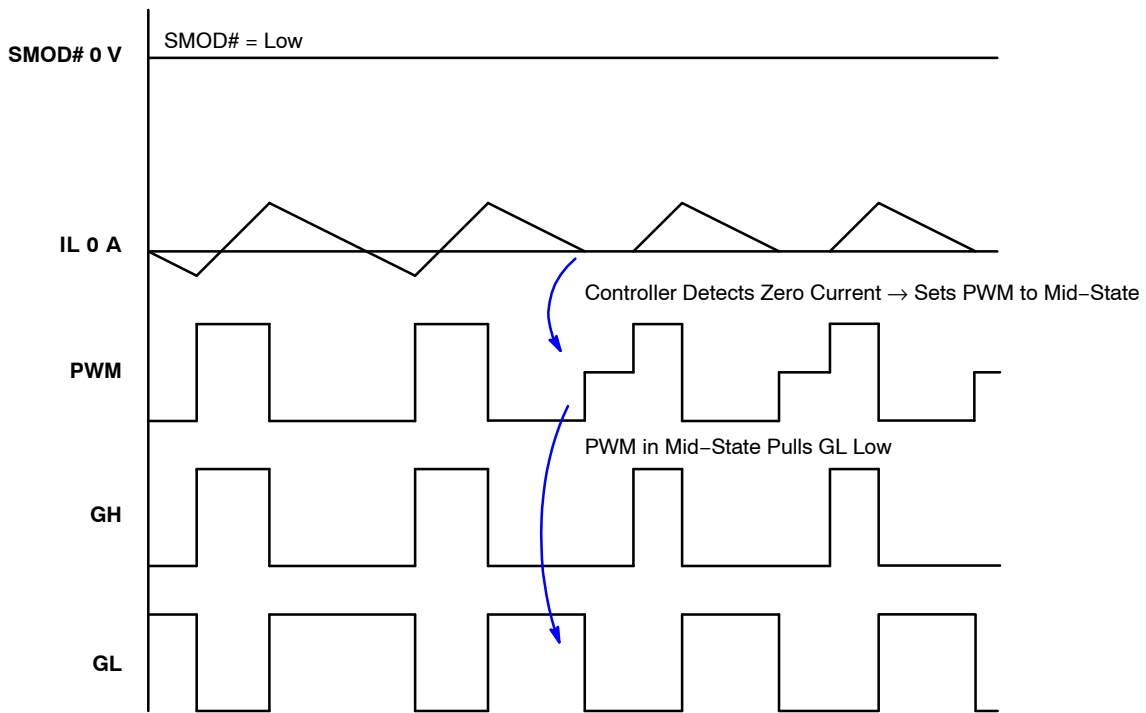 SMOD# = Low
SMOD# 0 V
IL 0 A
Controller Detects Zero Current → Sets PWM to Mid−State
PWM
PWM in Mid−State Pulls GL Low
GH
GL